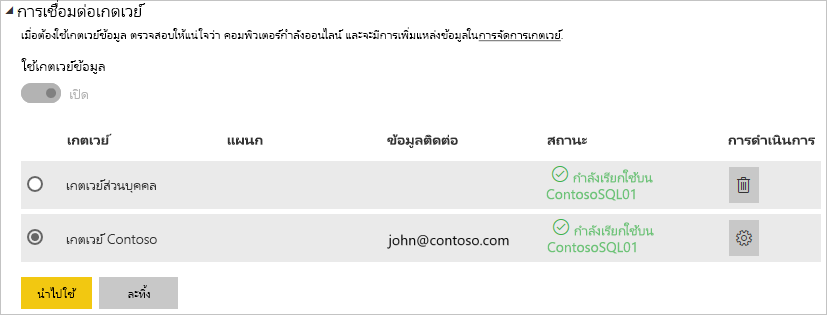 การเชื่อมต่อเกตเวย์
เมื่อต้องใช้เกตเวย์ข้อมูล ตรวจสอบให้แน่ใจว่า คอมพิวเตอร์กำลังออนไลน์ และจะมีการเพิ่มแหล่งข้อมูลในการจัดการเกตเวย์.
ใช้เกตเวย์ข้อมูล
เปิด
เกตเวย์ แผนก ข้อมูลติดต่อ สถานะ การดำเนินการ
เกตเวย์ส่วนบุคคล กำลังเรียกใช้บน
ContosoSQL01
เกตเวย์ Contoso john@contoso.com กำลังเรียกใช้บน
ContosoSQL01
นำไปใช้ ละทิ้ง